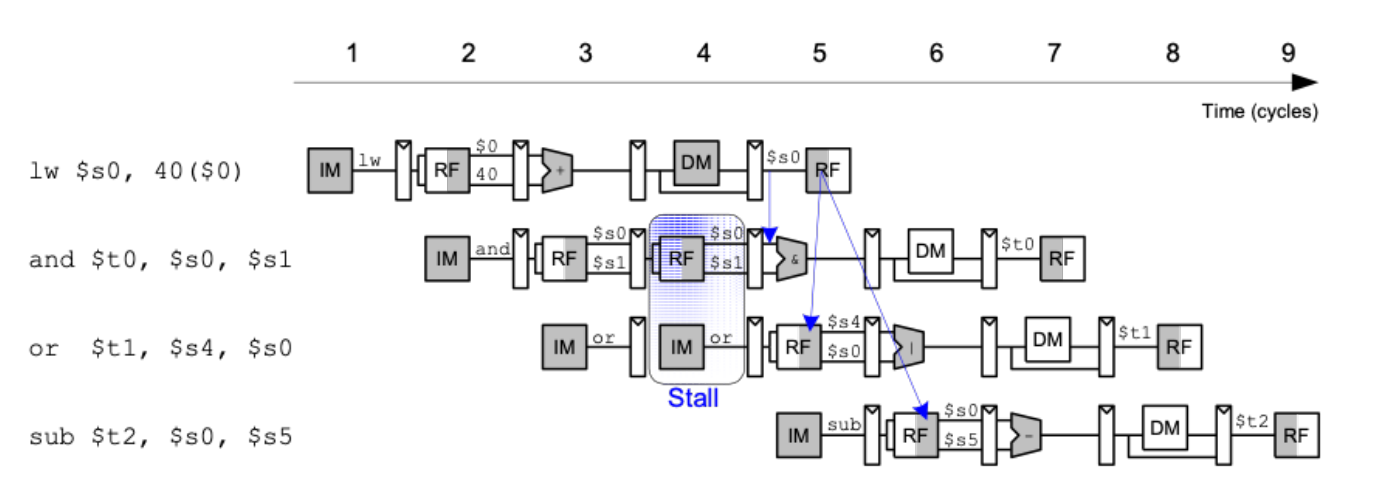 1 2 3 4 5 6 7 8 9
Time (cycles)
$0
lw $s0, 40($0) IM lw RF + DM $s0 RF
40
$s0 $s0
and $t0, $s0, $s1 IM and RF RF & DM $t0 RF
$s1 $s1
$s4
or $t1, $s4, $s0 IM or IM or RF | DM $t1 RF
$s0
Stall
$s0
sub $t2, $s0, $s5 IM sub RF - DM $t2 RF
$s5